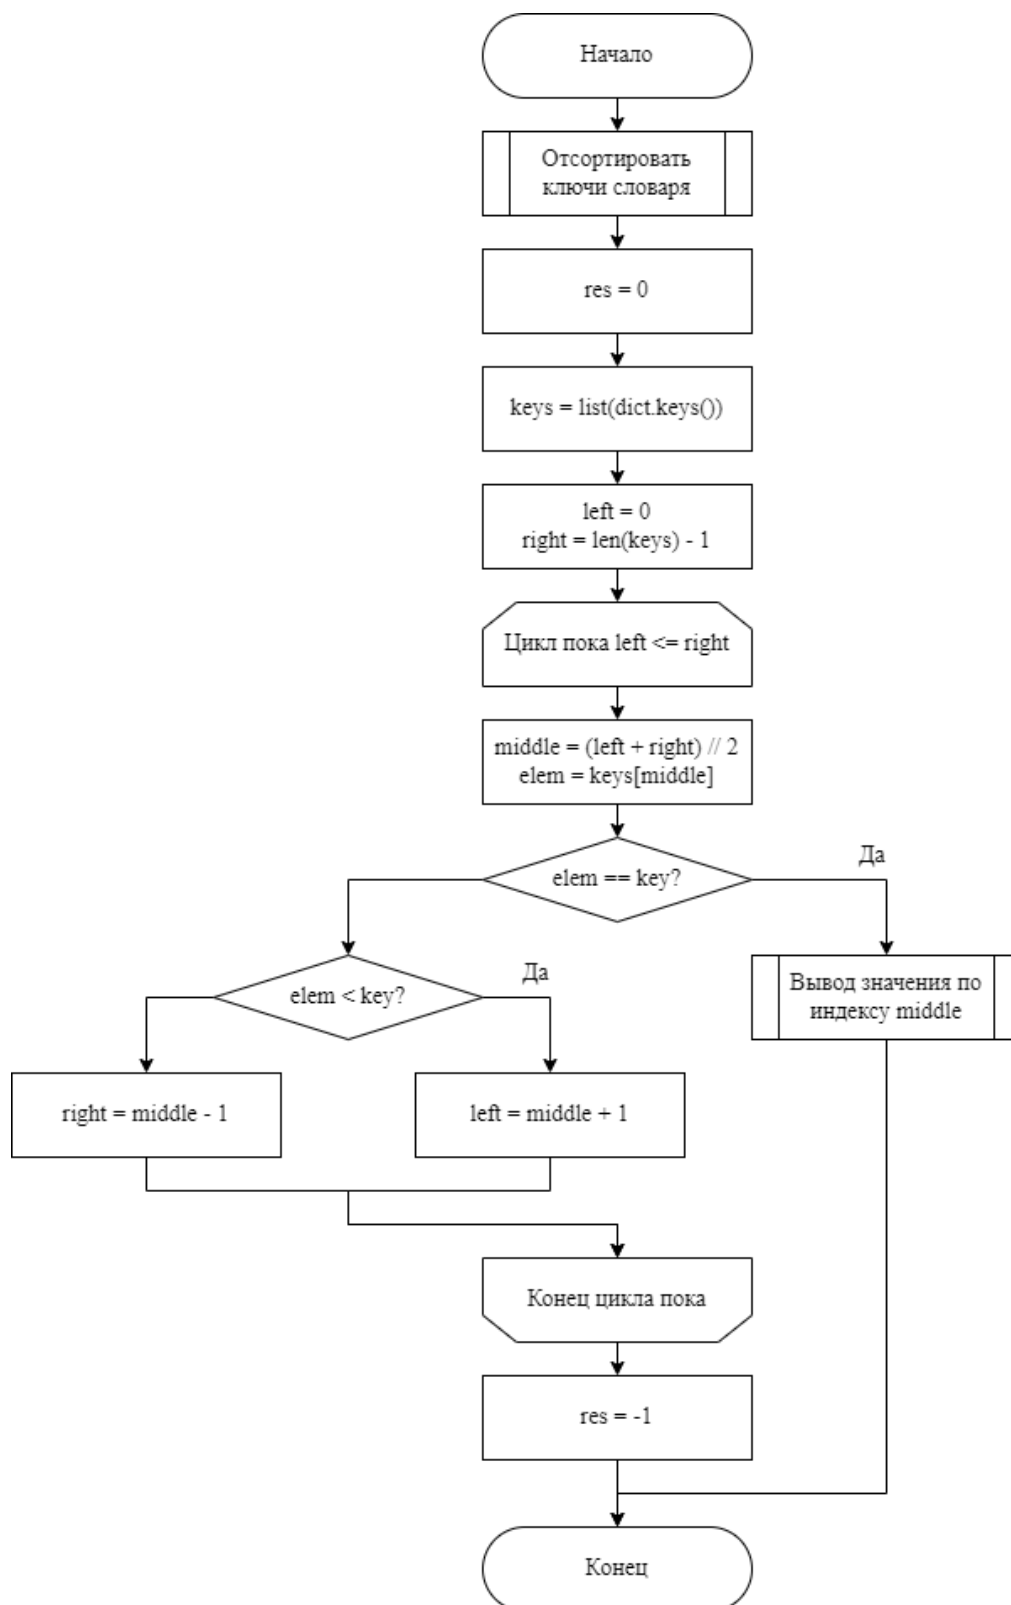 Начало
Отсортировать
ключи словаря
res = 0
keys = list(dict.keys())
left = 0
right = len(keys) - 1
Цикл пока left <= right
middle = (left + right) // 2
elem = keys[middle]
elem == key?
Да
elem < key?
Да
Вывод значения по
индексу middle
right = middle - 1
left = middle + 1
Конец цикла пока
res = -1
Конец